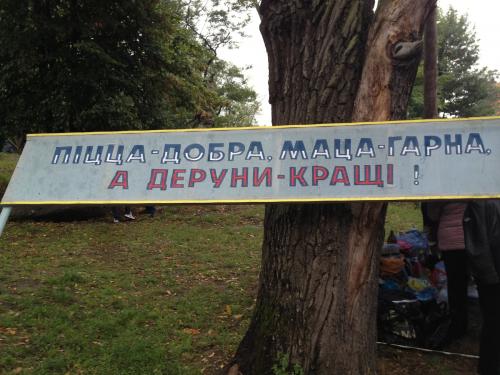 ПІЦЦА - ДОБРА, МАЦА - ГАРНА,
А ДЕРУНИ - КРАЩІ !